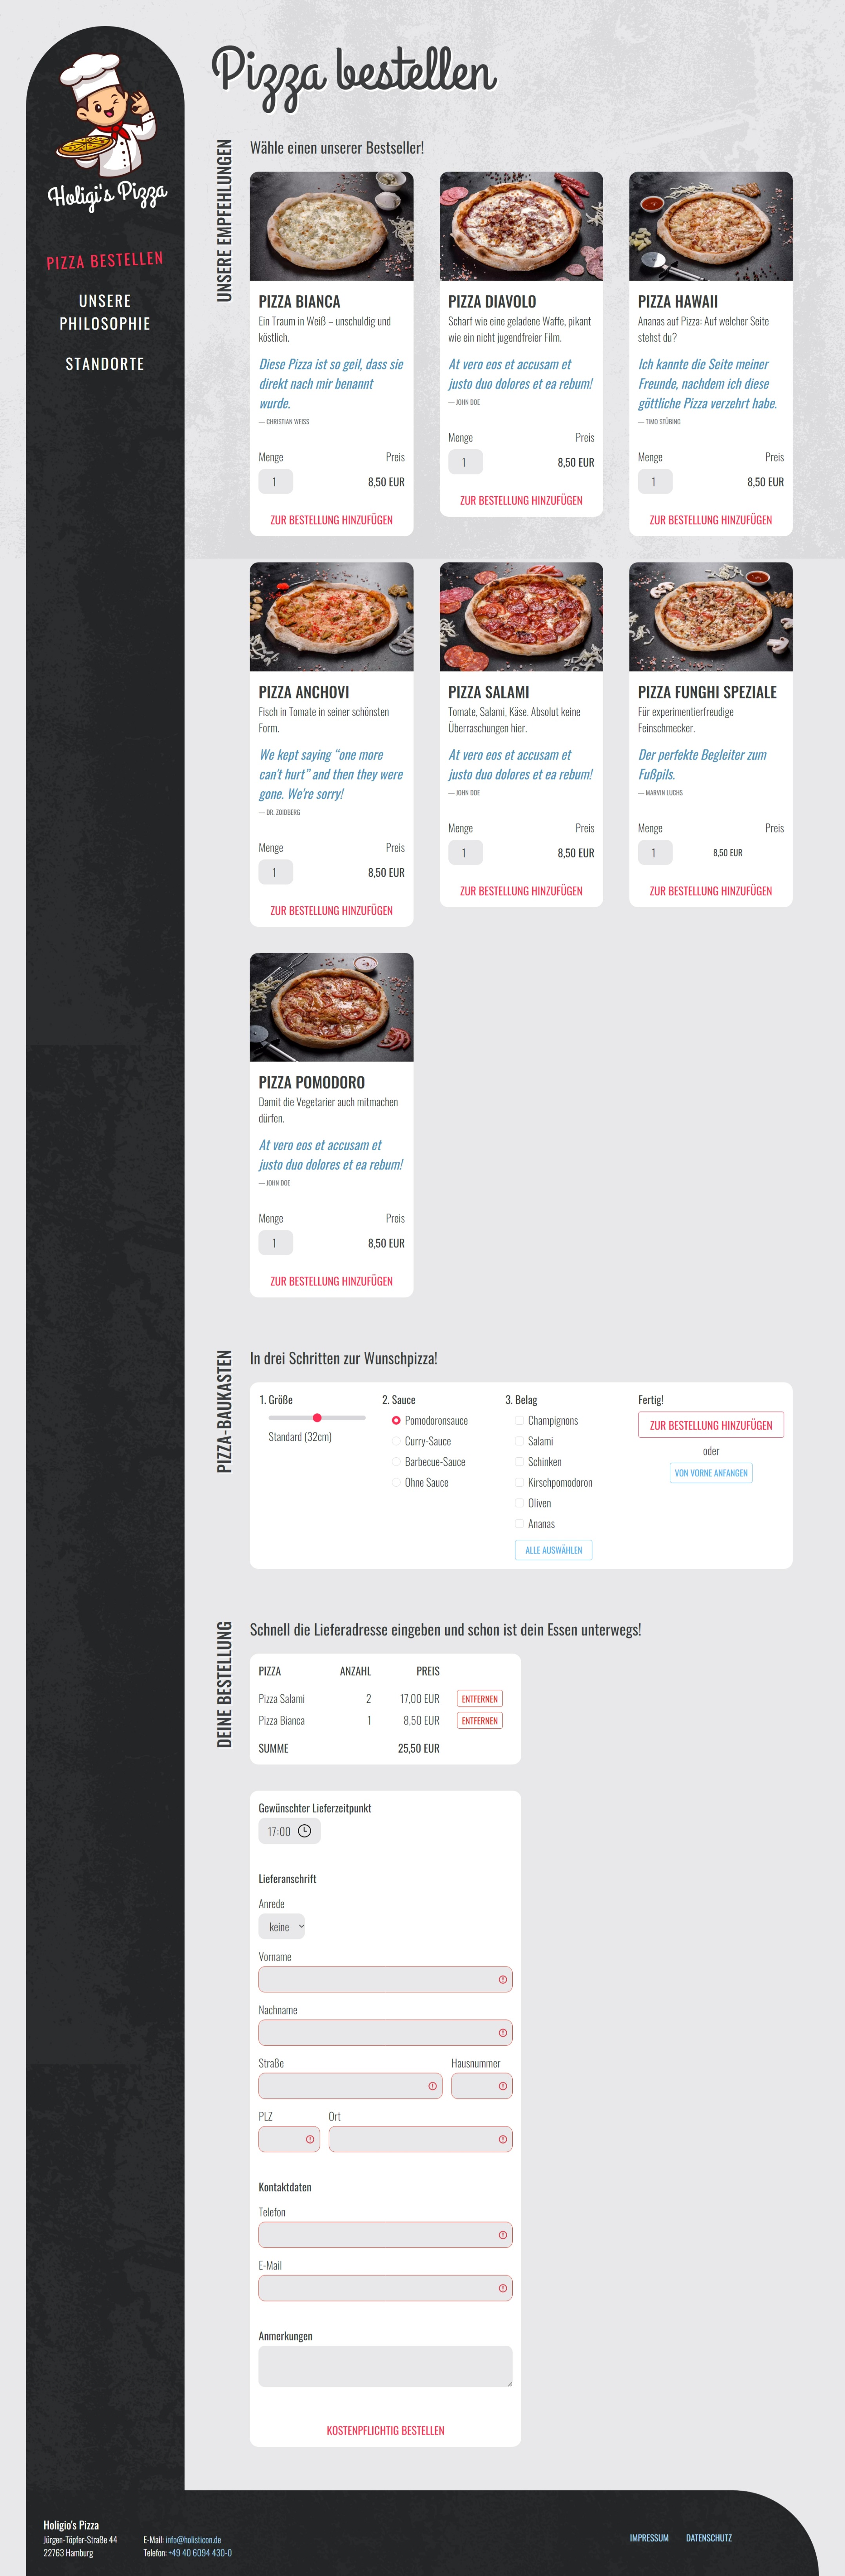 Holigi's Pizza
PIZZA BESTELLEN
UNSERE
PHILOSOPHIE
STANDORTE
Pizza bestellen
UNSERE EMPFEHLUNGEN
Wähle einen unserer Bestseller!
PIZZA BIANCA
Ein Traum in Weiß – unschuldig und
köstlich.
Diese Pizza ist so geil, dass sie
direkt nach mir benannt
wurde.
— CHRISTIAN WEISS
Menge Preis
1 8,50 EUR
ZUR BESTELLUNG HINZUFÜGEN
PIZZA DIAVOLO
Scharf wie eine geladene Waffe, pikant
wie ein nicht jugendfreier Film.
At vero eos et accusam et
justo duo dolores et ea rebum!
— JOHN DOE
Menge Preis
1 8,50 EUR
ZUR BESTELLUNG HINZUFÜGEN
PIZZA HAWAII
Ananas auf Pizza: Auf welcher Seite
stehst du?
Ich kannte die Seite meiner
Freunde, nachdem ich diese
göttliche Pizza verzehrt habe.
— TIMO STÜBING
Menge Preis
1 8,50 EUR
ZUR BESTELLUNG HINZUFÜGEN
PIZZA ANCHOVI
Fisch in Tomate in seiner schönsten
Form.
We kept saying “one more
can't hurt” and then they were
gone. We're sorry!
— DR. ZOIDBERG
Menge Preis
1 8,50 EUR
ZUR BESTELLUNG HINZUFÜGEN
PIZZA SALAMI
Tomate, Salami, Käse. Absolut keine
Überraschungen hier.
At vero eos et accusam et
justo duo dolores et ea rebum!
— JOHN DOE
Menge Preis
1 8,50 EUR
ZUR BESTELLUNG HINZUFÜGEN
PIZZA FUNGHI SPEZIALE
Für experimentierfreudige
Feinschmecker.
Der perfekte Begleiter zum
Fußpils.
— MARVIN LUCHS
Menge Preis
1 8,50 EUR
ZUR BESTELLUNG HINZUFÜGEN
PIZZA POMODORO
Damit die Vegetarier auch mitmachen
dürfen.
At vero eos et accusam et
justo duo dolores et ea rebum!
— JOHN DOE
Menge Preis
1 8,50 EUR
ZUR BESTELLUNG HINZUFÜGEN
PIZZA-BAUKASTEN
In drei Schritten zur Wunschpizza!
1. Größe
Standard (32cm)
2. Sauce
Pomodoronsauce
Curry-Sauce
Barbecue-Sauce
Ohne Sauce
3. Belag
Champignons
Salami
Schinken
Kirschpomodoron
Oliven
Ananas
ALLE AUSWÄHLEN
Fertig!
ZUR BESTELLUNG HINZUFÜGEN
oder
VON VORNE ANFANGEN
DEINE BESTELLUNG
Schnell die Lieferadresse eingeben und schon ist dein Essen unterwegs!
PIZZA ANZAHL PREIS
Pizza Salami 2 17,00 EUR ENTFERNEN
Pizza Bianca 1 8,50 EUR ENTFERNEN
SUMME 25,50 EUR
Gewünschter Lieferzeitpunkt
17:00
Lieferanschrift
Anrede
keine
Vorname
Nachname
Straße Hausnummer
PLZ Ort
Kontaktdaten
Telefon
E-Mail
Anmerkungen
KOSTENPFLICHTIG BESTELLEN
Holigio's Pizza
Jürgen-Töpfer-Straße 44
22763 Hamburg
E-Mail: info@holisticon.de
Telefon: +49 40 6094 430-0
IMPRESSUM DATENSCHUTZ